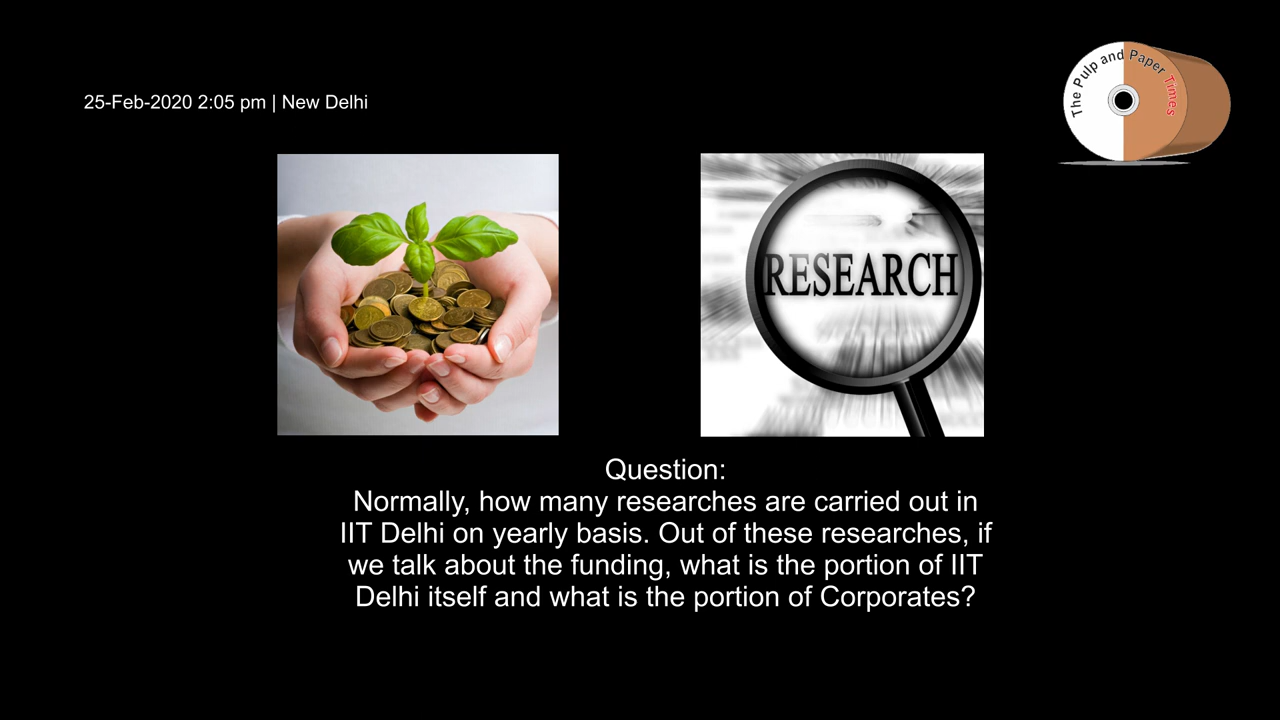 25-Feb-2020 2:05 pm | New Delhi
The Pulp and Paper Times
RESEARCH
Question:
Normally, how many researches are carried out in
IIT Delhi on yearly basis. Out of these researches, if
we talk about the funding, what is the portion of IIT
Delhi itself and what is the portion of Corporates?